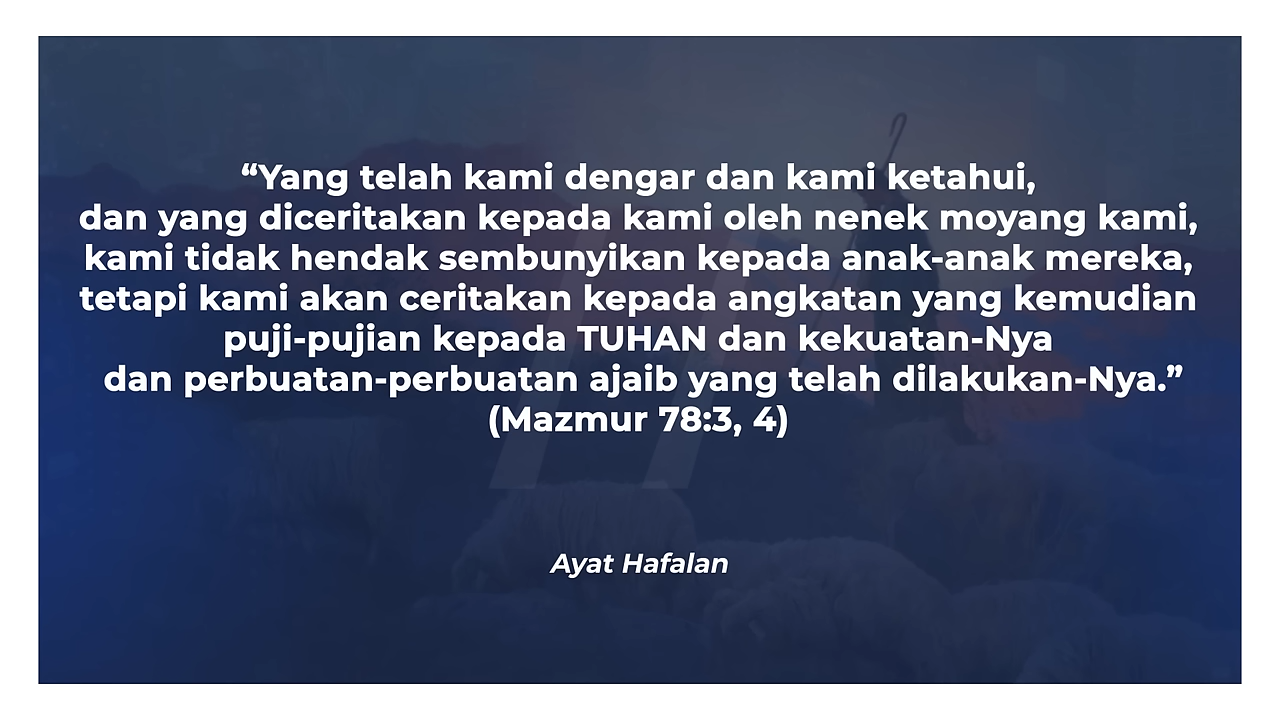 “Yang telah kami dengar dan kami ketahui,
dan yang diceritakan kepada kami oleh nenek moyang kami,
kami tidak hendak sembunyikan kepada anak-anak mereka,
tetapi kami akan ceritakan kepada angkatan yang kemudian
puji-pujian kepada TUHAN dan kekuatan-Nya
dan perbuatan-perbuatan ajaib yang telah dilakukan-Nya.”
(Mazmur 78:3, 4)
Ayat Hafalan